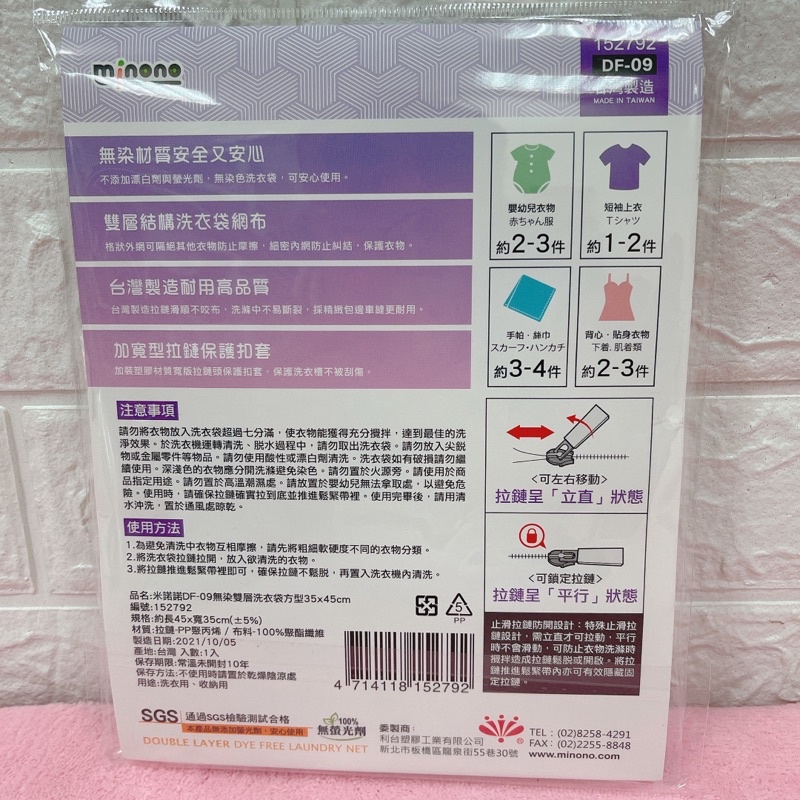 minono
152792
DF-09
台灣製造
MADE IN TAIWAN
無染材質安全又安心
不添加漂白劑與螢光劑，無染色洗衣袋，可安心使用。
雙層結構洗衣袋網布
格狀外網可隔絕其他衣物防止摩擦，細密內網防止糾結，保護衣物。
台灣製造耐用高品質
台灣製造拉鏈滑順不咬布，洗滌中不易斷裂，採精緻包邊車縫更耐用。
加寬型拉鏈保護扣套
加裝塑膠材質寬版拉鏈頭保護扣套，保護洗衣槽不被刮傷。
嬰幼兒衣物
赤ちゃん服
約2-3件
短袖上衣
Tシャツ
約1-2件
手帕·絲巾
スカーフ·ハンカチ
約3-4件
背心·貼身衣物
下着.肌着類
約2-3件
注意事項
請勿將衣物放入洗衣袋超過七分滿，使衣物能獲得充分攪拌，達到最佳的洗
淨效果。於洗衣機運轉清洗、脫水過程中，請勿取出洗衣袋。請勿放入尖銳
物或金屬零件等物品。請勿使用酸性或漂白劑清洗。洗衣袋如有破損請勿繼
續使用。深淺色的衣物應分開洗滌避免染色。請勿置於火源旁。請使用於商
品指定用途。請勿置於高溫潮濕處。請放置於嬰幼兒無法拿取處，以避免危
險。使用時，請確保拉鏈確實拉到底並推進鬆緊帶裡。使用完畢後，請用清
水沖洗，置於通風處晾乾。
使用方法
1.為避免清洗中衣物互相摩擦，請先將粗細軟硬度不同的衣物分類。
2.將洗衣袋拉鏈拉開，放入欲清洗的衣物。
3.將拉鏈推進鬆緊帶裡即可，確保拉鏈不鬆脫，再置入洗衣機內清洗。
<可左右移動>
拉鏈呈「立直」狀態
<可鎖定拉鏈>
拉鏈呈「平行」狀態
止滑拉鏈防開設計：特殊止滑拉
鏈設計，需立直才可拉動，平行
時不會滑動，可防止衣物洗滌時
攪拌造成拉鏈鬆脫或開啟。將拉
鏈推進鬆緊帶內亦可有效隱藏固
定拉鏈。
品名:米諾諾DF-09無染雙層洗衣袋方型35x45cm
編號:152792
規格:約長45x寬35cm(±5%)
材質:拉鏈-PP聚丙烯 / 布料-100%聚酯纖維
製造日期:2021/10/05
產地:台灣 入數:1入
保存期限:常溫未開封10年
保存方法:不使用時請置於乾燥陰涼處
用途:洗衣用、收納用
5
PP
4 714118 152792
SGS 通過SGS檢驗測試合格
本產品無添加螢光劑，安心使用
100%
無螢光劑
DOUBLE LAYER DYE FREE LAUNDRY NET
委製商:
利台塑膠工業有限公司
新北市板橋區龍泉街55巷30號
TEL : (02)8258-4291
FAX : (02)2255-8848
www.minono.com